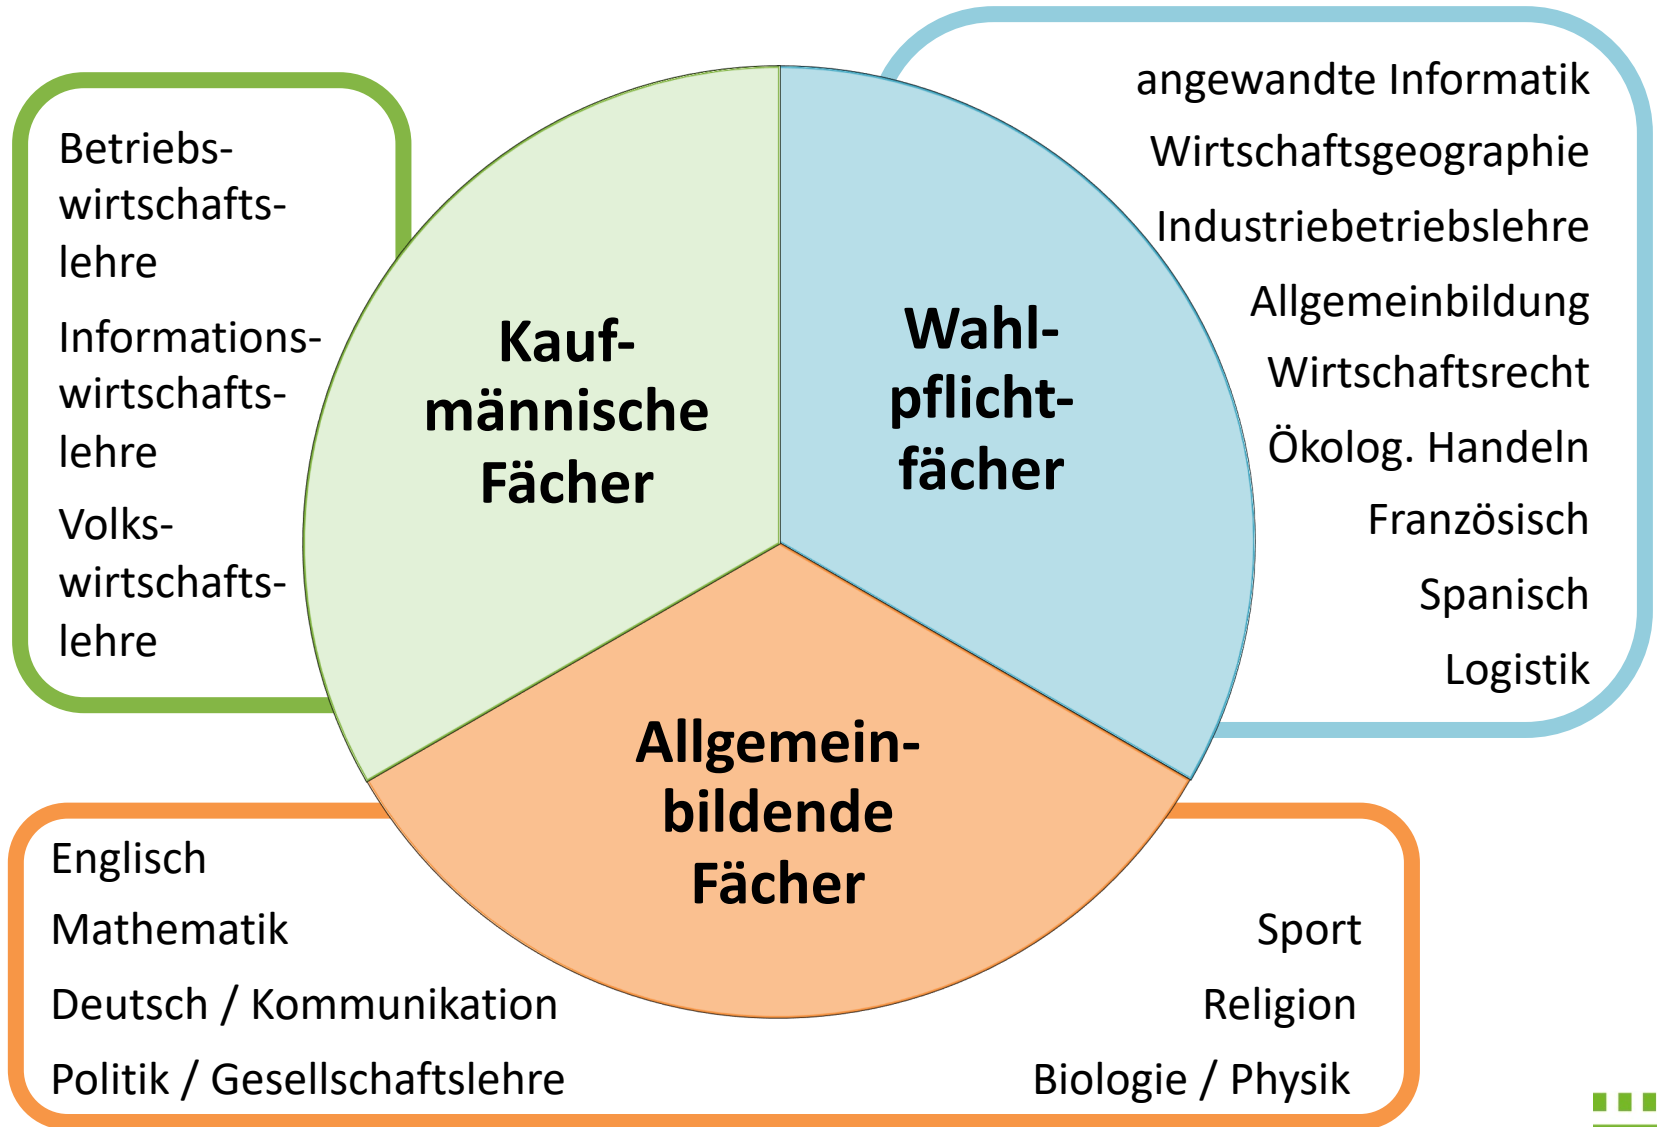 Betriebs-
wirtschafts-
lehre
Informations-
wirtschafts-
lehre
Volks-
wirtschafts-
lehre
Kauf-
männische
Fächer
Wahl-
pflicht-
fächer
angewandte Informatik
Wirtschaftsgeographie
Industriebetriebslehre
Allgemeinbildung
Wirtschaftsrecht
Ökolog. Handeln
Französisch
Spanisch
Logistik
Allgemein-
bildende
Fächer
Englisch
Mathematik
Deutsch / Kommunikation
Politik / Gesellschaftslehre
Sport
Religion
Biologie / Physik